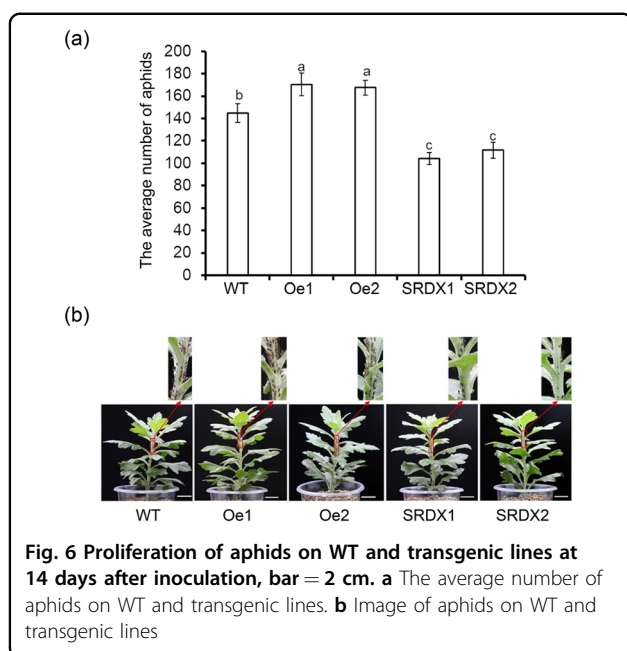 (a)
The average number of aphids
200
180
160
140
120
100
80
60
40
20
0
b
a
a
c
c
WT Oe1 Oe2 SRDX1 SRDX2
(b)
WT Oe1 Oe2 SRDX1 SRDX2
Fig. 6 Proliferation of aphids on WT and transgenic lines at
14 days after inoculation, bar = 2 cm. a The average number of
aphids on WT and transgenic lines. b Image of aphids on WT and
transgenic lines